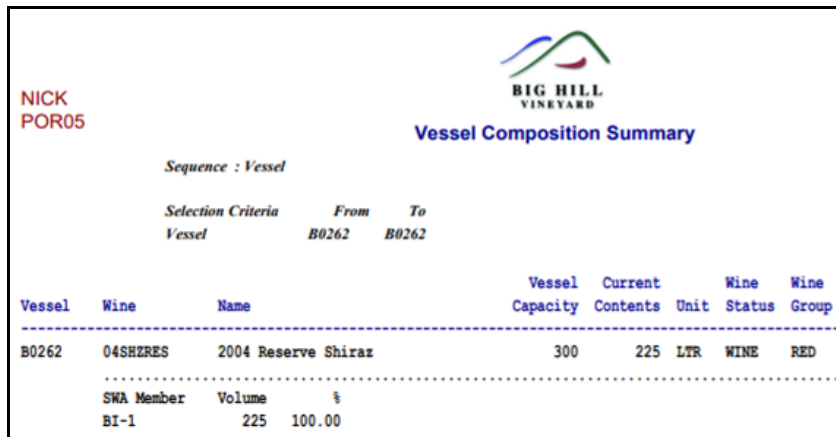 BIG HILL
VINEYARD
NICK
POR05
Vessel Composition Summary
Sequence : Vessel
Selection Criteria From To
Vessel B0262 B0262
Vessel Current Wine Wine
Vessel Wine Name Capacity Contents Unit Status Group
B0262 04SHZRES 2004 Reserve Shiraz 300 225 LTR WINE RED
SWA Member Volume %
BI-1 225 100.00